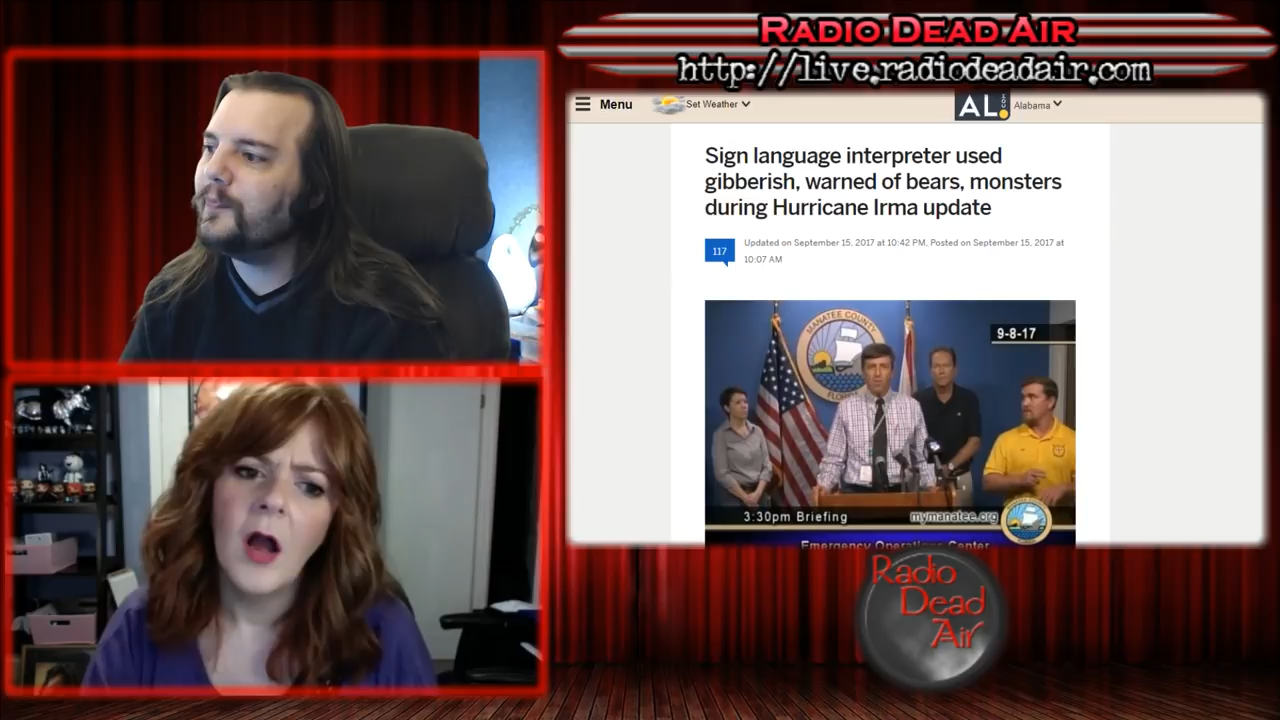 Radio Dead Air
http://live.radiodeadair.com
Menu
Set Weather
AL.com
Alabama
Sign language interpreter used
gibberish, warned of bears, monsters
during Hurricane Irma update
117
Updated on September 15, 2017 at 10:42 PM, Posted on September 15, 2017 at
10:07 AM
MANATEE COUNTY
FLORIDA
9-8-17
3:30pm Briefing
mymanatee.org
Emergency Operations Center
Radio
Dead
Air